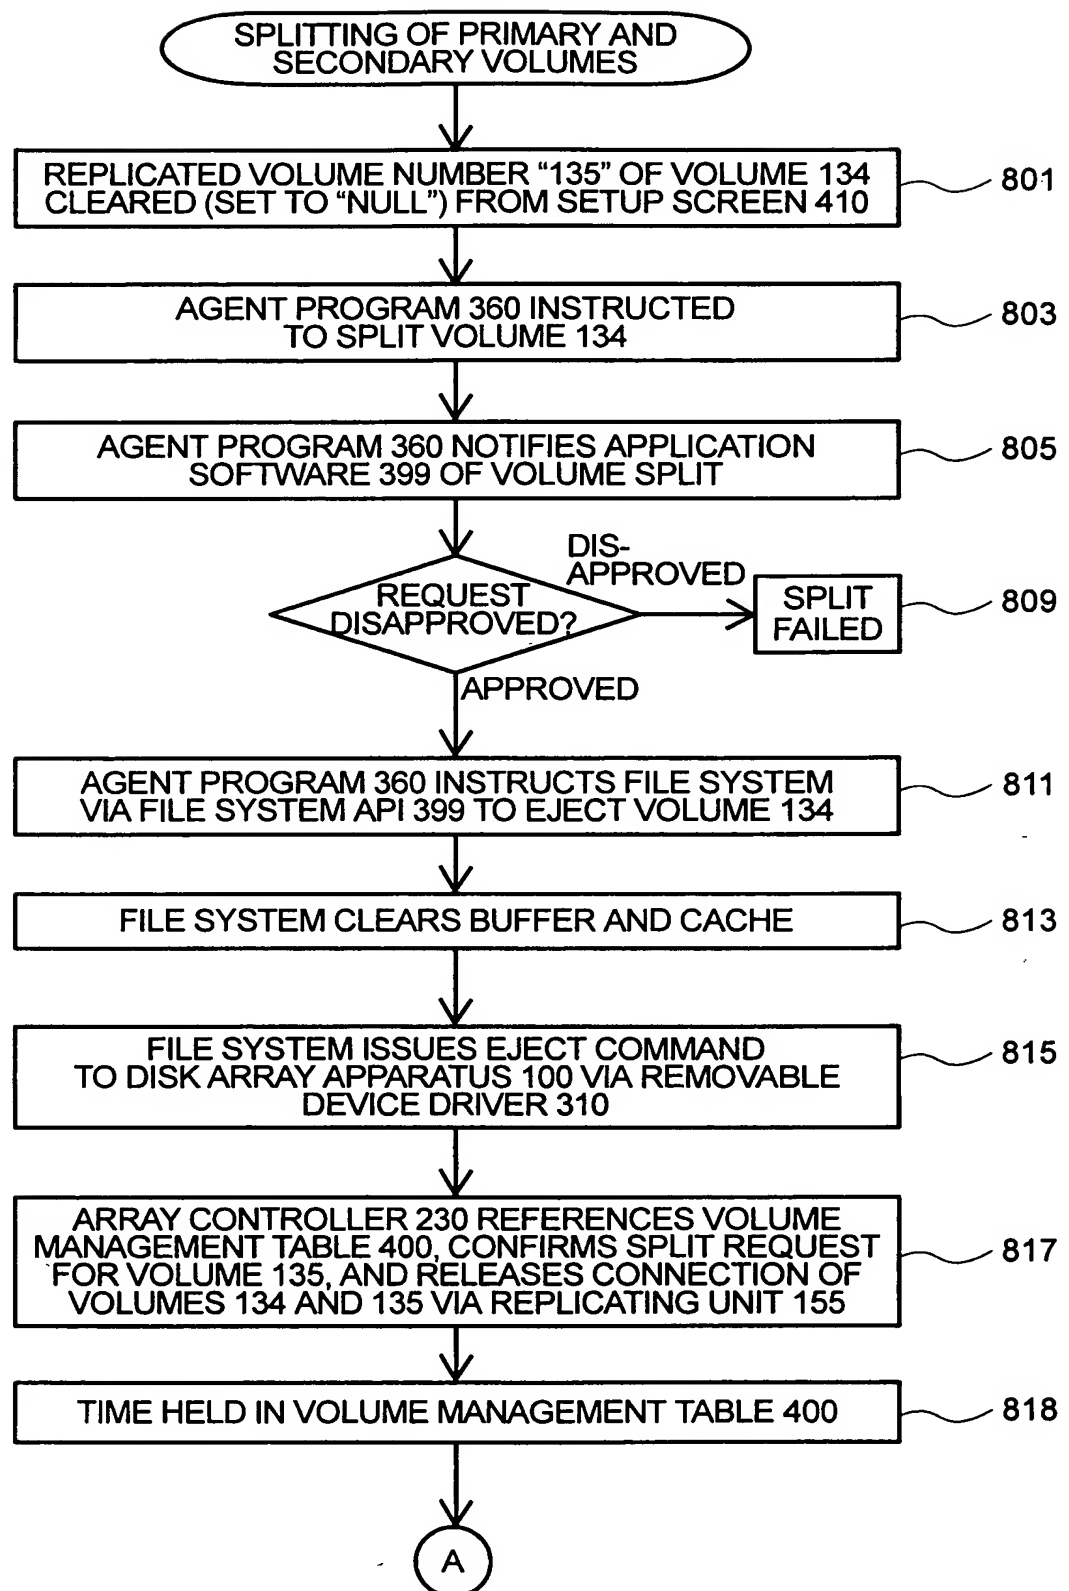 SPLITTING OF PRIMARY AND
SECONDARY VOLUMES
REPLICATED VOLUME NUMBER “135” OF VOLUME 134
CLEARED (SET TO “NULL”) FROM SETUP SCREEN 410
801
AGENT PROGRAM 360 INSTRUCTED
TO SPLIT VOLUME 134
803
AGENT PROGRAM 360 NOTIFIES APPLICATION
SOFTWARE 399 OF VOLUME SPLIT
805
REQUEST
DISAPPROVED?
DIS-
APPROVED
SPLIT
FAILED
809
APPROVED
AGENT PROGRAM 360 INSTRUCTS FILE SYSTEM
VIA FILE SYSTEM API 399 TO EJECT VOLUME 134
811
FILE SYSTEM CLEARS BUFFER AND CACHE
813
FILE SYSTEM ISSUES EJECT COMMAND
TO DISK ARRAY APPARATUS 100 VIA REMOVABLE
DEVICE DRIVER 310
815
ARRAY CONTROLLER 230 REFERENCES VOLUME
MANAGEMENT TABLE 400, CONFIRMS SPLIT REQUEST
FOR VOLUME 135, AND RELEASES CONNECTION OF
VOLUMES 134 AND 135 VIA REPLICATING UNIT 155
817
TIME HELD IN VOLUME MANAGEMENT TABLE 400
818
A